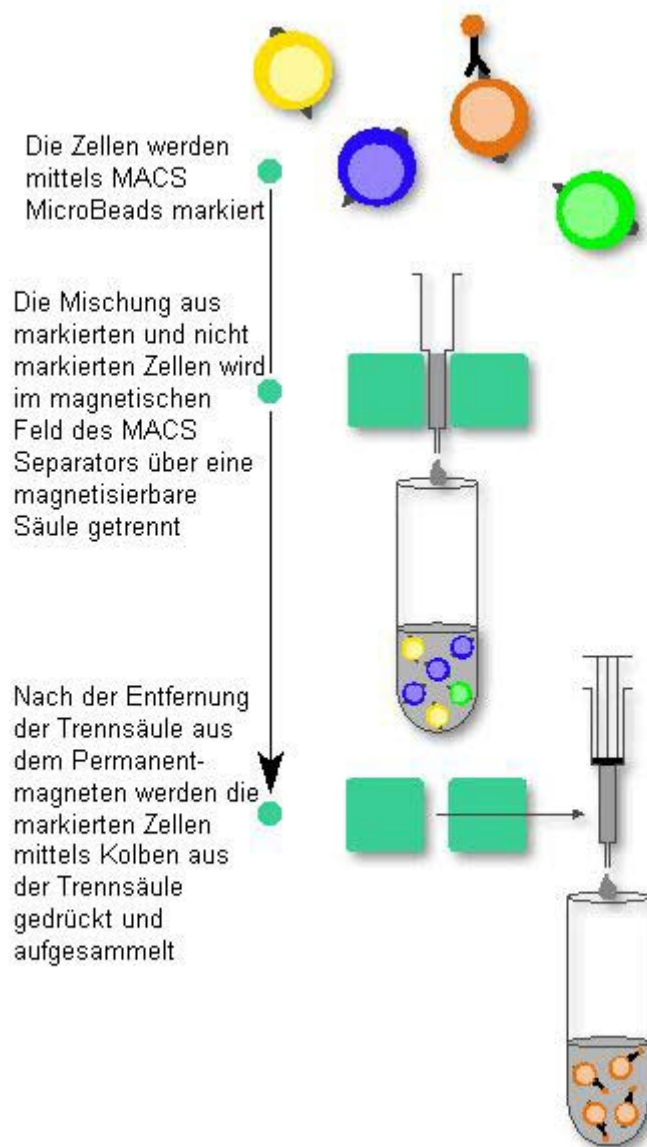 Die Zellen werden
mittels MACS
MicroBeads markiert
Die Mischung aus
markierten und nicht
markierten Zellen wird
im magnetischen
Feld des MACS
Separators über eine
magnetisierbare
Säule getrennt
Nach der Entfernung
der Trennsäule aus
dem Permanent-
magneten werden die
markierten Zellen
mittels Kolben aus
der Trennsäule
gedrückt und
aufgesammelt